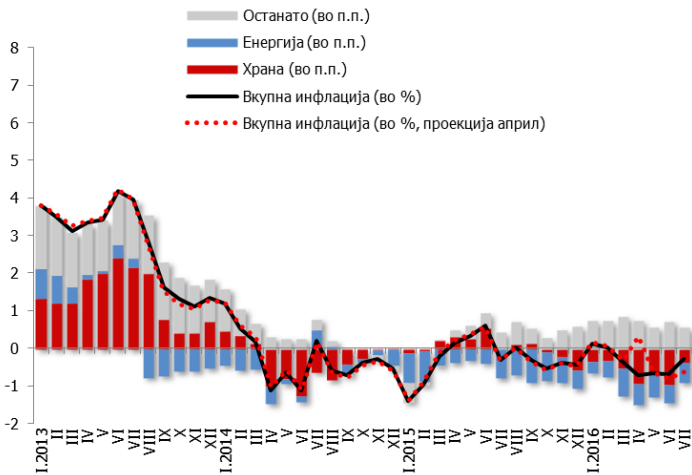 Останато (во п.п.)
Енергија (во п.п.)
Храна (во п.п.)
Вкупна инфлација (во %)
Вкупна инфлација (во %, проекција април)
8
7
6
5
4
3
2
1
0
-1
-2
I.2013
II
III
IV
V
VI
VII
VIII
IX
X
XI
XII
I.2014
II
III
IV
V
VI
VII
VIII
IX
X
XI
XII
I.2015
II
III
IV
V
VI
VII
VIII
IX
X
XI
XII
I.2016
II
III
IV
V
VI
VII